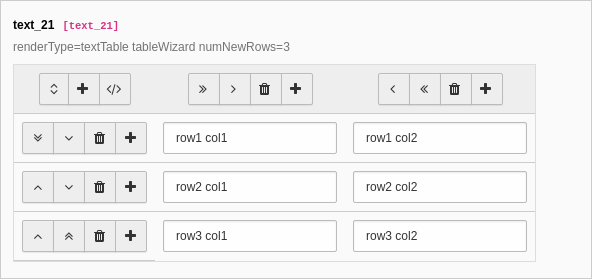 text_21 [text_21]
renderType=textTable tableWizard numNewRows=3
row1 col1 row1 col2
row2 col1 row2 col2
row3 col1 row3 col2